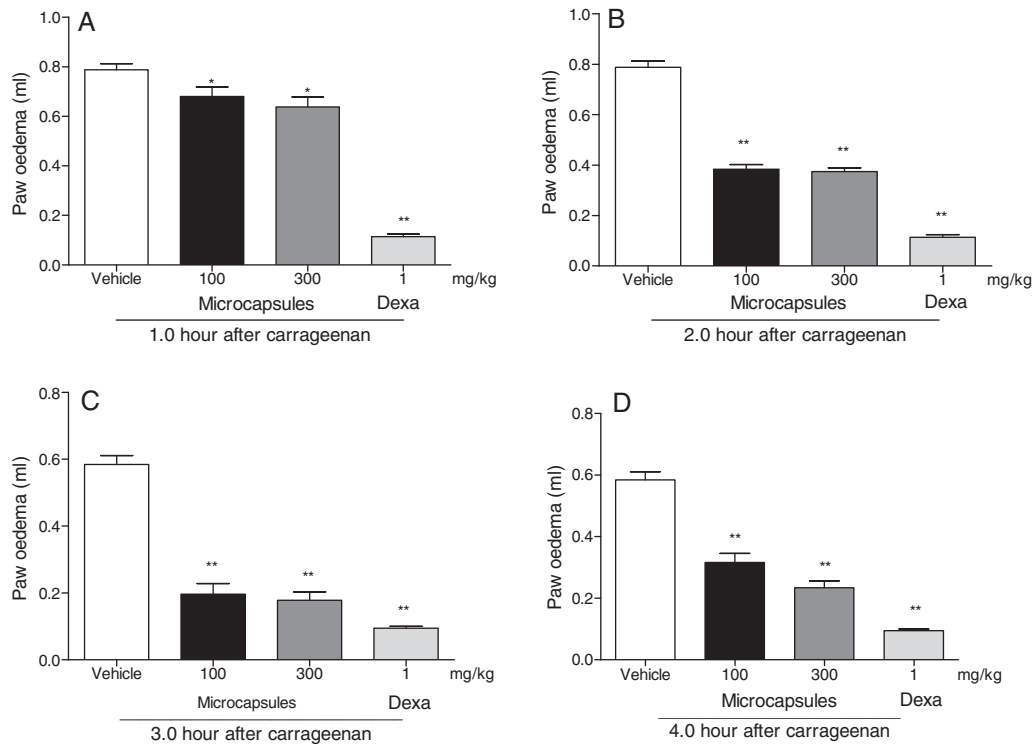 A
Paw oedema (ml)
1.0
0.8
0.6
0.4
0.2
0.0
*
*
**
Vehicle 100 300 1 mg/kg
Microcapsules Dexa
1.0 hour after carrageenan
B
Paw oedema (ml)
1.0
0.8
0.6
0.4
0.2
0.0
**
**
**
Vehicle 100 300 1 mg/kg
Microcapsules Dexa
2.0 hour after carrageenan
C
Paw oedema (ml)
0.8
0.6
0.4
0.2
0.0
**
**
**
Vehicle 100 300 1 mg/kg
Microcapsules Dexa
3.0 hour after carrageenan
D
Paw oedema (ml)
0.8
0.6
0.4
0.2
0.0
**
**
**
Vehicle 100 300 1 mg/kg
Microcapsules Dexa
4.0 hour after carrageenan